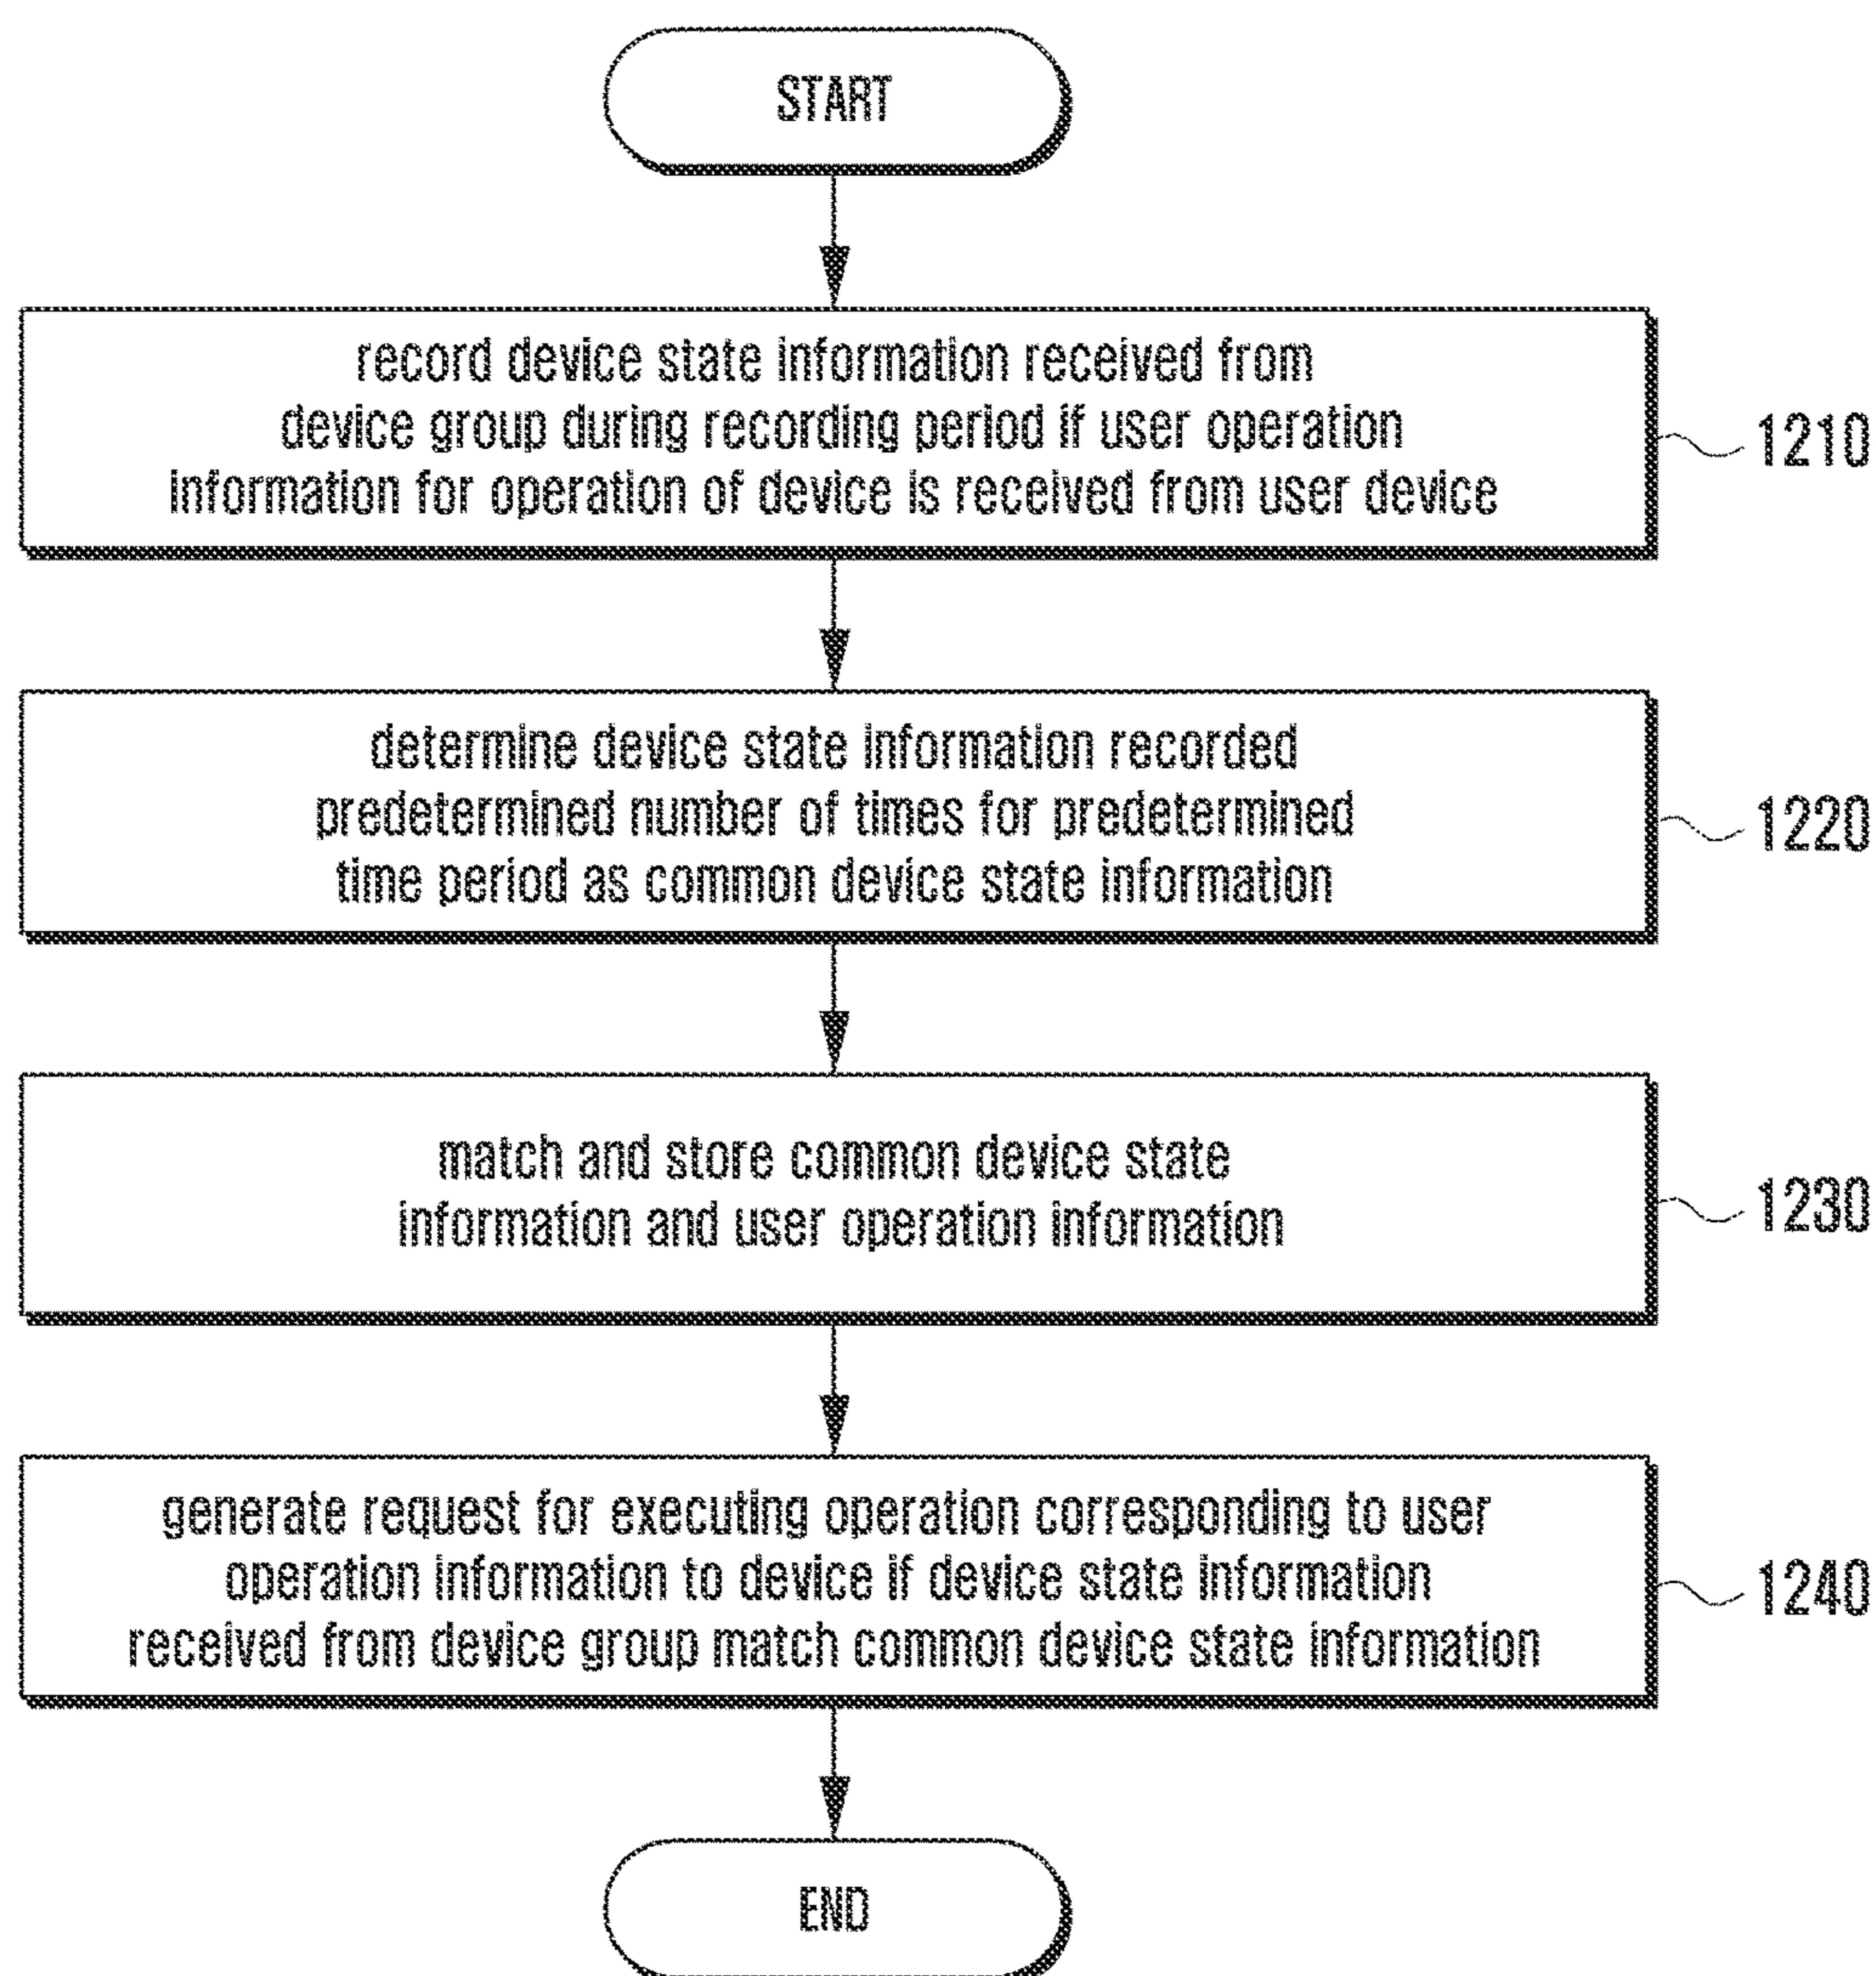 START
record device state information received from
device group during recording period if user operation
information for operation of device is received from user device
1210
determine device state information recorded
predetermined number of times for predetermined
time period as common device state information
1220
match and store common device state
information and user operation information
1230
generate request for executing operation corresponding to user
operation information to device if device state information
received from device group match common device state information
1240
END